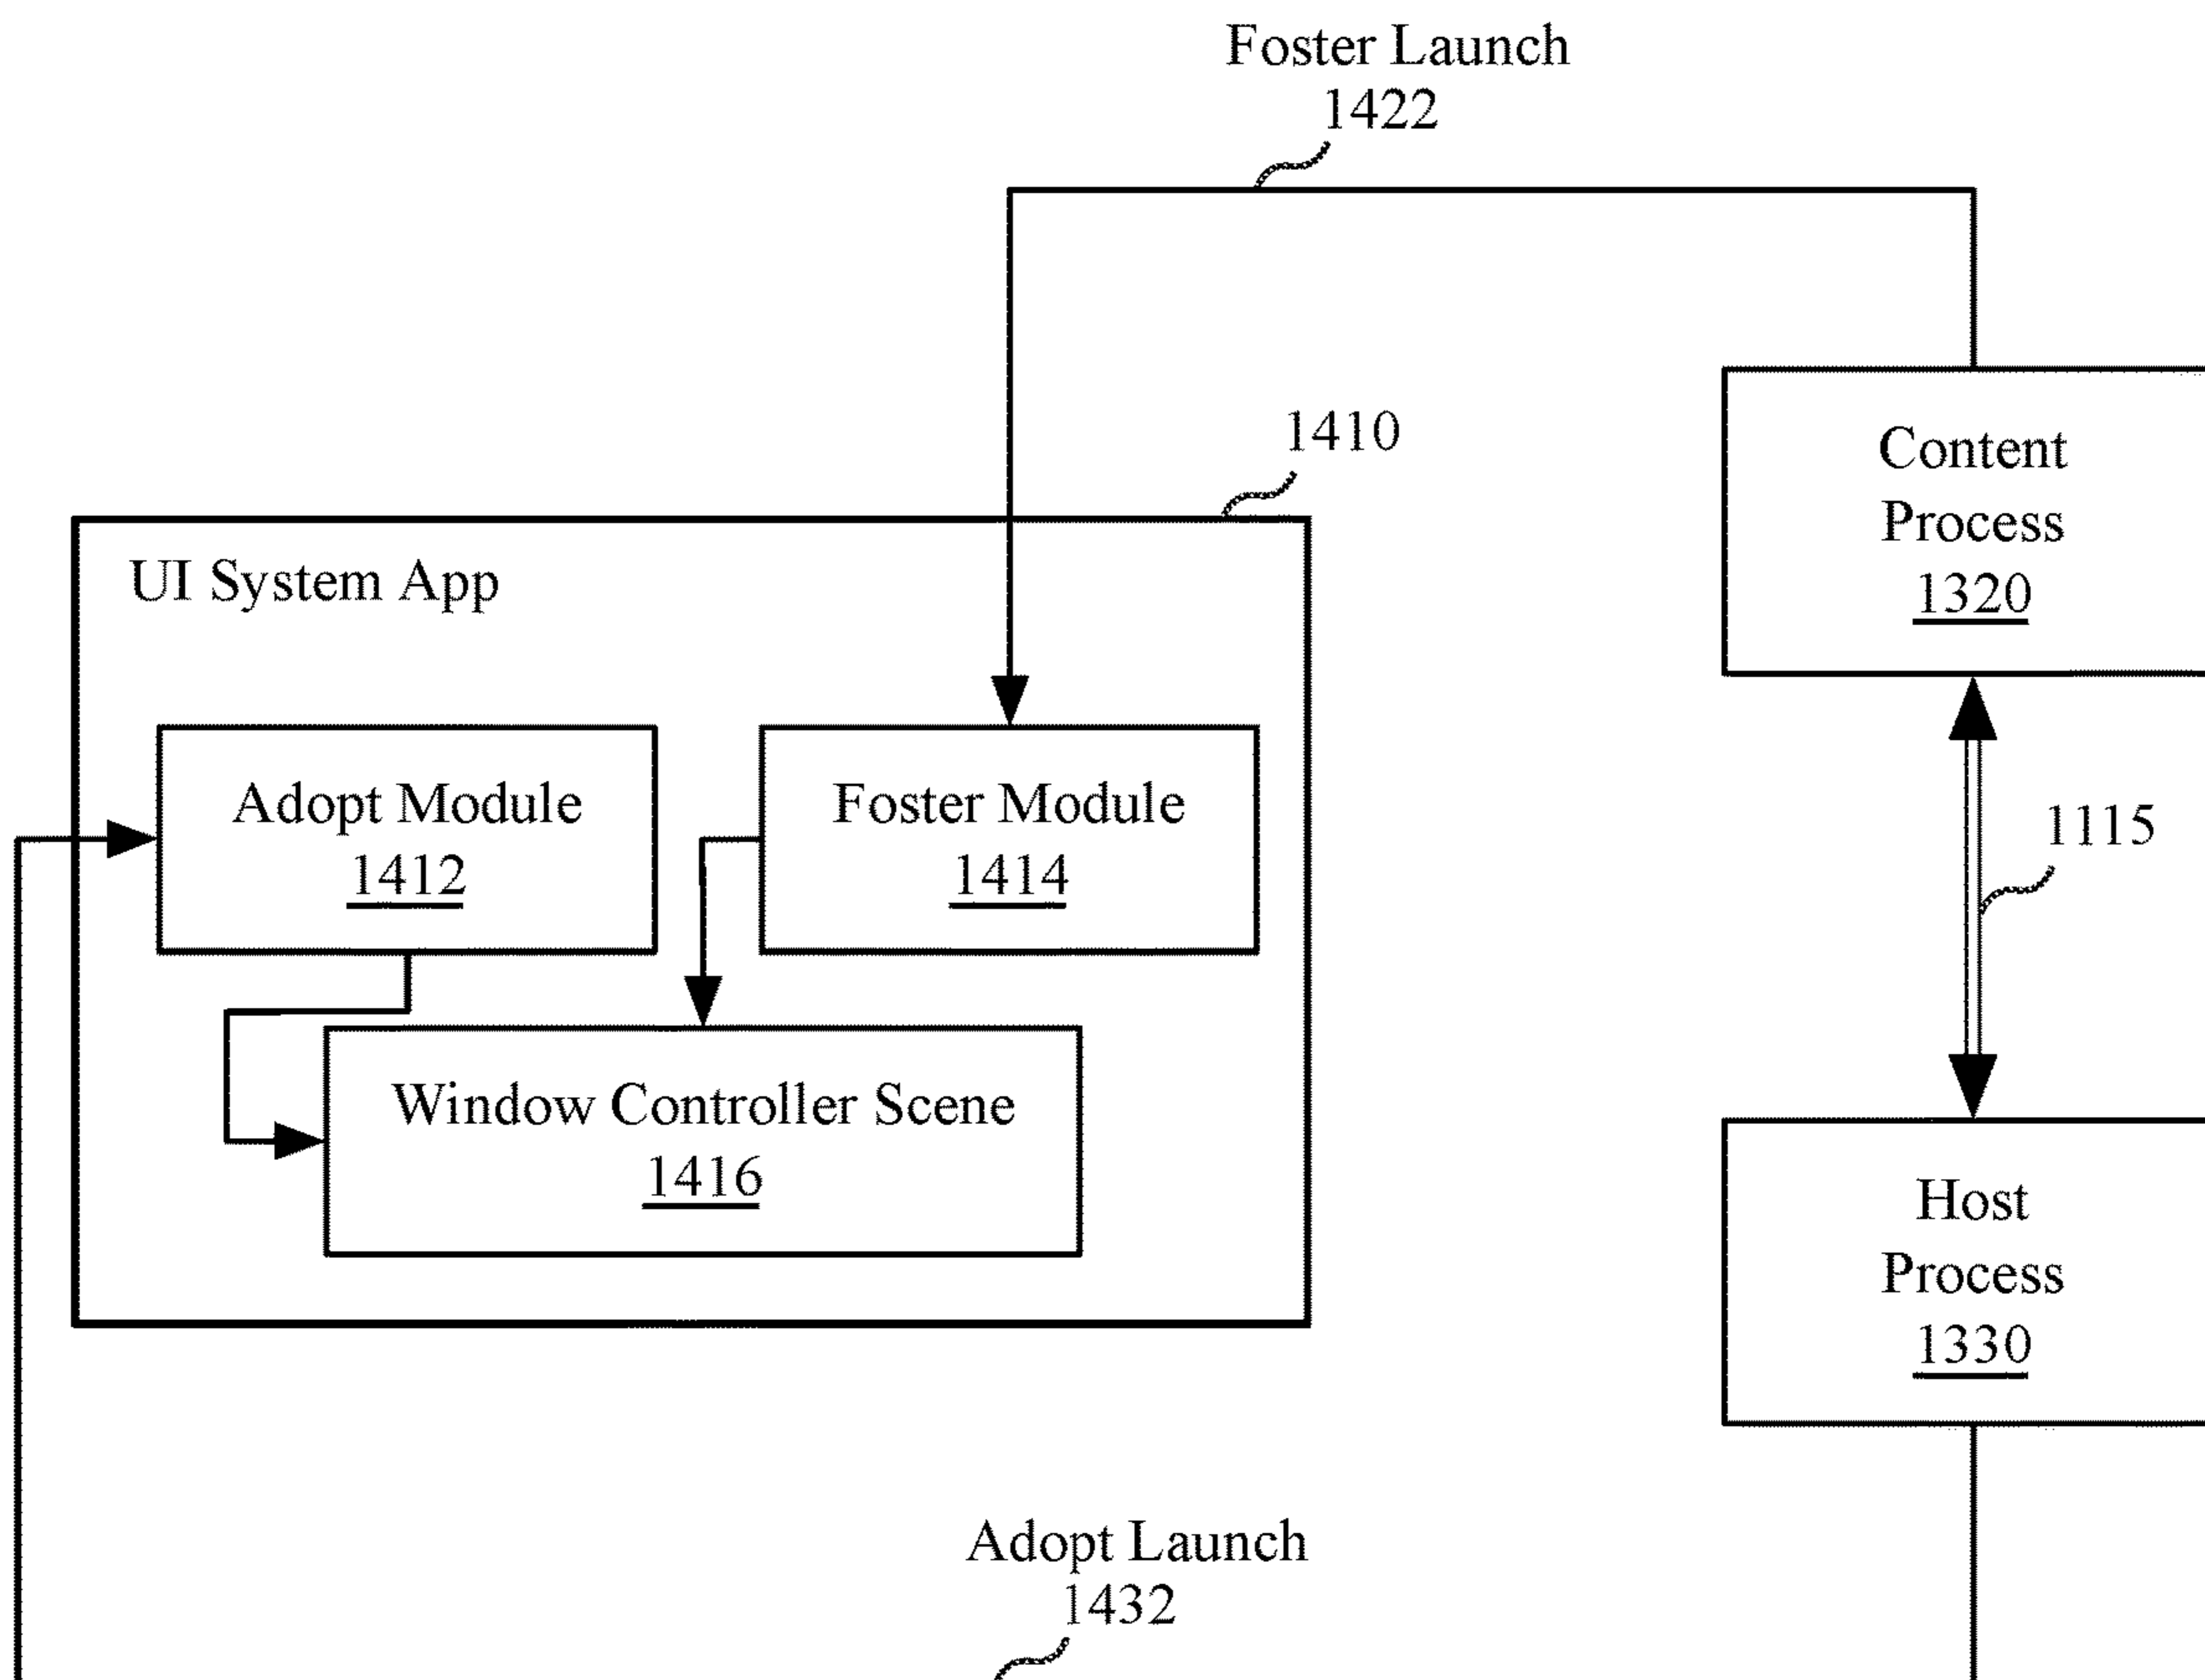 Foster Launch
1422
1410
Content
Process
1320
UI System App
Adopt Module
1412
Foster Module
1414
1115
Window Controller Scene
1416
Host
Process
1330
Adopt Launch
1432